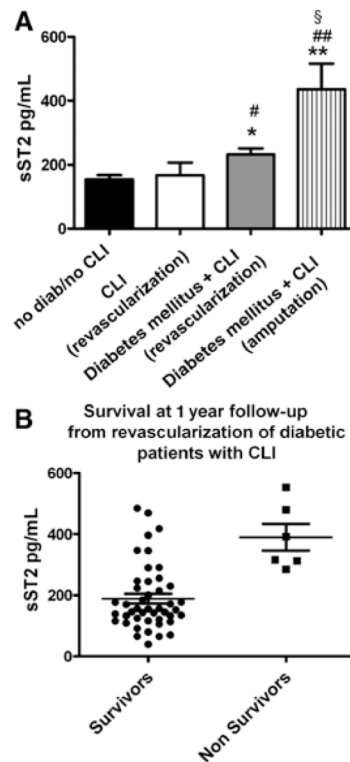 A
§
##
**
#
*
600
400
200
0
sST2 pg/mL
no diab/no CLI
CLI
(revascularization)
Diabetes mellitus + CLI
(revascularization)
Diabetes mellitus + CLI
(amputation)
B
Survival at 1 year follow-up
from revascularization of diabetic
patients with CLI
600
400
200
0
sST2 pg/mL
Survivors
Non Survivors